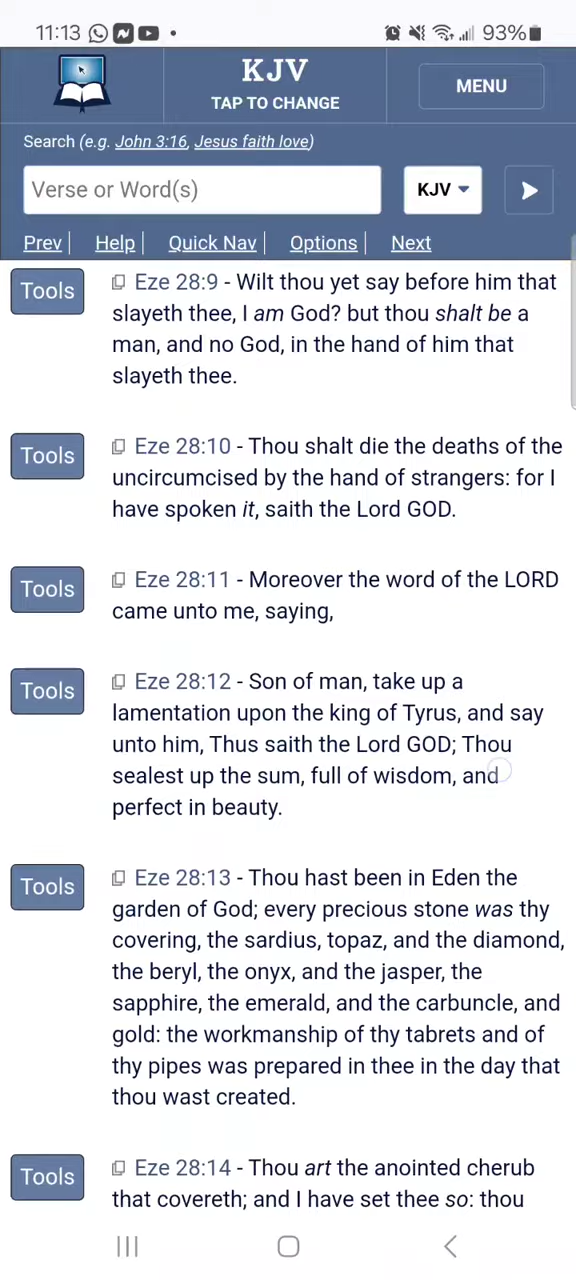 11:13
93%
KJV
TAP TO CHANGE
MENU
Search (e.g. John 3:16, Jesus faith love)
Verse or Word(s)
KJV
Prev
Help
Quick Nav
Options
Next
Tools
Eze 28:9 - Wilt thou yet say before him that
slayeth thee, I am God? but thou shalt be a
man, and no God, in the hand of him that
slayeth thee.
Tools
Eze 28:10 - Thou shalt die the deaths of the
uncircumcised by the hand of strangers: for I
have spoken it, saith the Lord GOD.
Tools
Eze 28:11 - Moreover the word of the LORD
came unto me, saying,
Tools
Eze 28:12 - Son of man, take up a
lamentation upon the king of Tyrus, and say
unto him, Thus saith the Lord GOD; Thou
sealest up the sum, full of wisdom, and
perfect in beauty.
Tools
Eze 28:13 - Thou hast been in Eden the
garden of God; every precious stone was thy
covering, the sardius, topaz, and the diamond,
the beryl, the onyx, and the jasper, the
sapphire, the emerald, and the carbuncle, and
gold: the workmanship of thy tabrets and of
thy pipes was prepared in thee in the day that
thou wast created.
Tools
Eze 28:14 - Thou art the anointed cherub
that covereth; and I have set thee so: thou